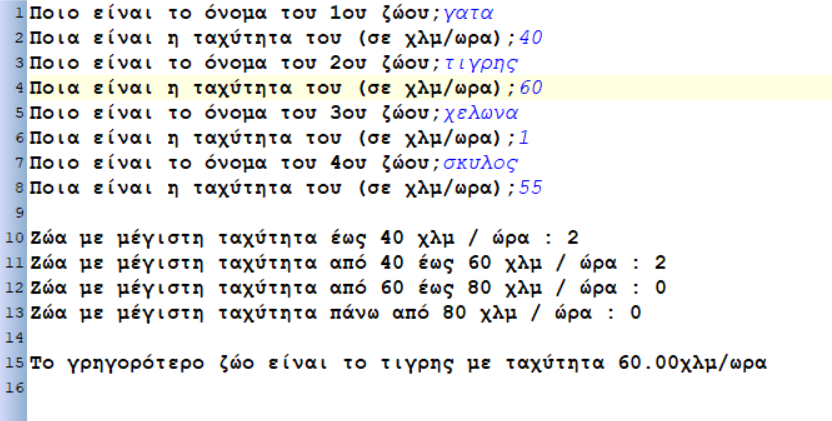 1 Ποιο είναι το όνομα του 1ου ζώου;γατα
2 Ποια είναι η ταχύτητα του (σε χλμ/ωρα);40
3 Ποιο είναι το όνομα του 2ου ζώου;τιγρης
4 Ποια είναι η ταχύτητα του (σε χλμ/ωρα);60
5 Ποιο είναι το όνομα του 3ου ζώου;χελωνα
6 Ποια είναι η ταχύτητα του (σε χλμ/ωρα);1
7 Ποιο είναι το όνομα του 4ου ζώου;σκυλος
8 Ποια είναι η ταχύτητα του (σε χλμ/ωρα);55
9
10 Ζώα με μέγιστη ταχύτητα έως 40 χλμ / ώρα : 2
11 Ζώα με μέγιστη ταχύτητα από 40 έως 60 χλμ / ώρα : 2
12 Ζώα με μέγιστη ταχύτητα από 60 έως 80 χλμ / ώρα : 0
13 Ζώα με μέγιστη ταχύτητα πάνω από 80 χλμ / ώρα : 0
14
15 Το γρηγορότερο ζώο είναι το τιγρης με ταχύτητα 60.00χλμ/ωρα
16